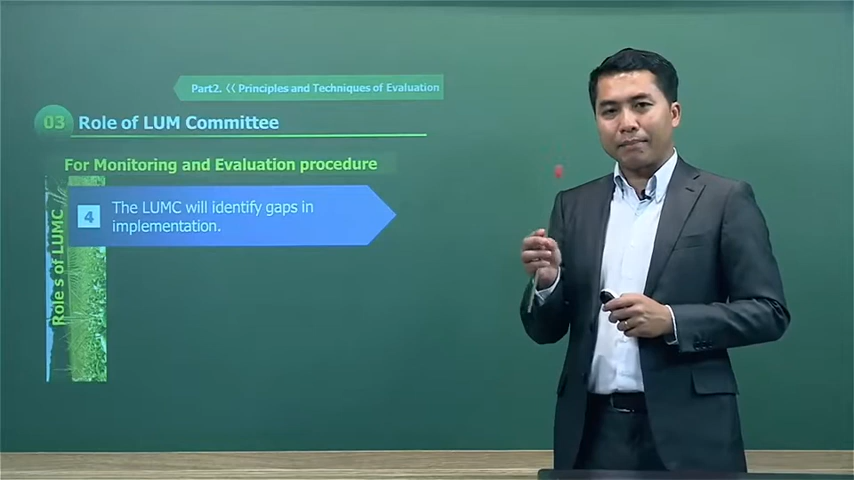 Part2. 《 Principles and Techniques of Evaluation
03 Role of LUM Committee
For Monitoring and Evaluation procedure
Role s of LUMC
4 The LUMC will identify gaps in
implementation.